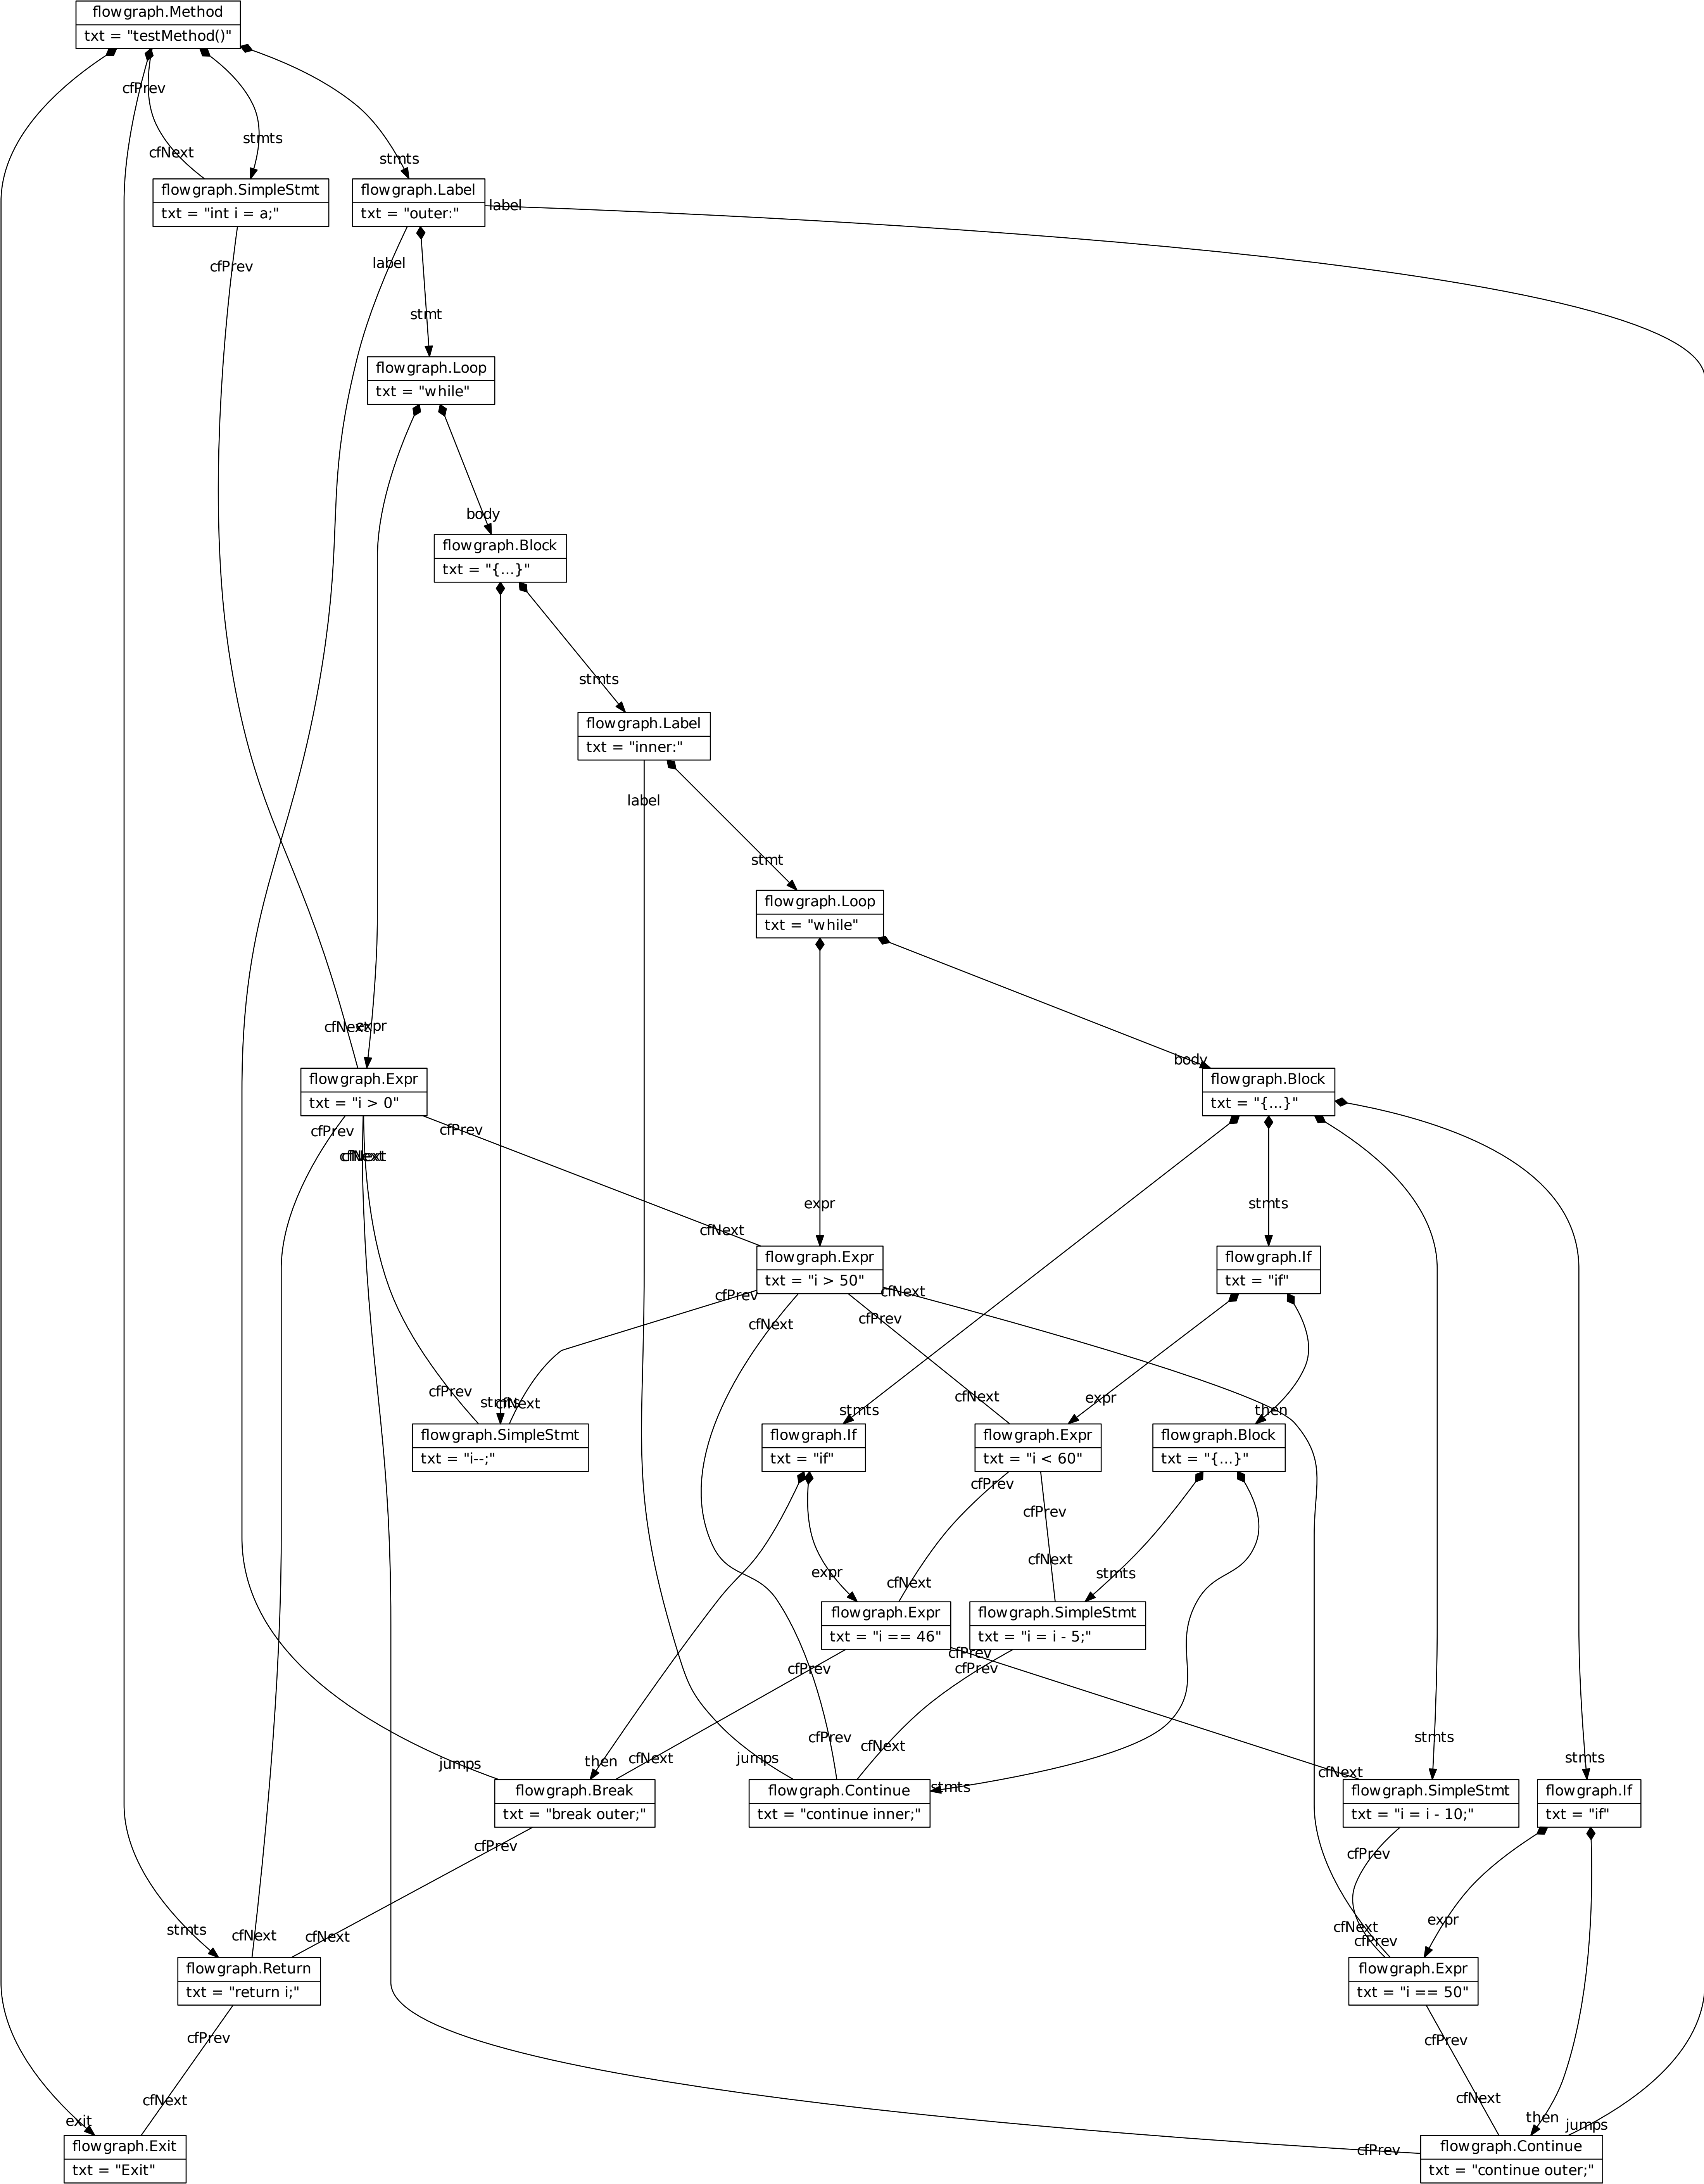 flowgraph.Method
txt = "testMethod()"
cfPrev
stmts
cfNext
stmts
flowgraph.SimpleStmt
txt = "int i = a;"
flowgraph.Label
txt = "outer:"
label
cfPrev
label
stmt
flowgraph.Loop
txt = "while"
body
flowgraph.Block
txt = "{...}"
stmts
flowgraph.Label
txt = "inner:"
label
stmt
flowgraph.Loop
txt = "while"
cfNext
expr
body
flowgraph.Expr
txt = "i > 0"
flowgraph.Block
txt = "{...}"
cfPrev
cfPrev
cfNext
cfNext
expr
stmts
cfNext
flowgraph.Expr
txt = "i > 50"
flowgraph.If
txt = "if"
cfPrev
cfNext
cfNext
cfPrev
cfPrev
stmts
cfNext
stmts
cfNext
expr
then
flowgraph.SimpleStmt
txt = "i--;"
flowgraph.If
txt = "if"
flowgraph.Expr
txt = "i < 60"
flowgraph.Block
txt = "{...}"
cfPrev
cfPrev
expr
cfNext
cfNext
stmts
flowgraph.Expr
txt = "i == 46"
flowgraph.SimpleStmt
txt = "i = i - 5;"
cfPrev
cfPrev
cfPrev
cfPrev
stmts
jumps
then
cfNext
jumps
cfNext
cfNext
stmts
flowgraph.Break
txt = "break outer;"
flowgraph.Continue
txt = "continue inner;"
stmts
flowgraph.SimpleStmt
txt = "i = i - 10;"
flowgraph.If
txt = "if"
cfPrev
cfPrev
stmts
cfNext
cfNext
cfNext
cfPrev
expr
flowgraph.Return
txt = "return i;"
flowgraph.Expr
txt = "i == 50"
cfPrev
cfPrev
cfNext
cfNext
exit
then
jumps
flowgraph.Exit
txt = "Exit"
cfPrev
flowgraph.Continue
txt = "continue outer;"